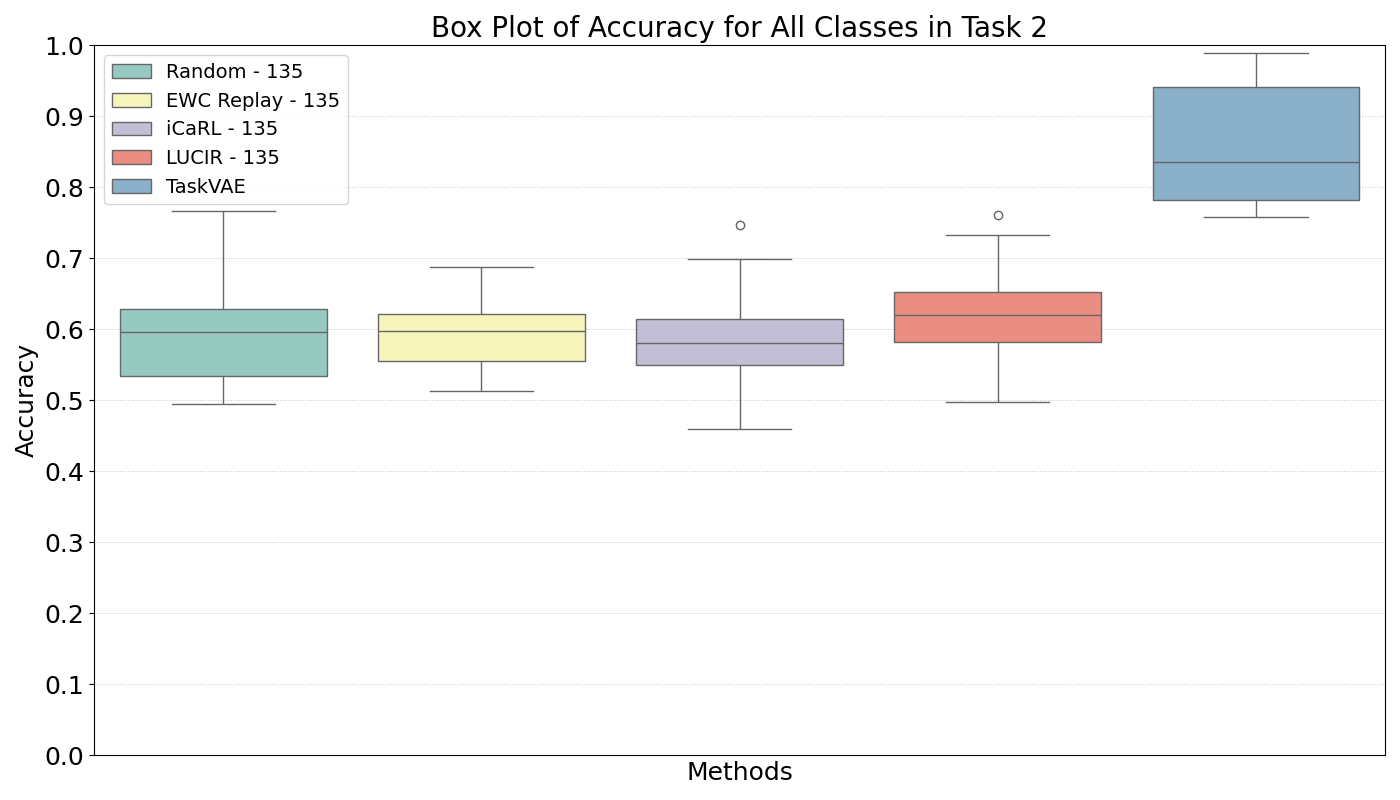 Box Plot of Accuracy for All Classes in Task 2
1.0
0.9
0.8
0.7
0.6
0.5
0.4
0.3
0.2
0.1
0.0
Accuracy
Random - 135
EWC Replay - 135
iCaRL - 135
LUCIR - 135
TaskVAE
Methods